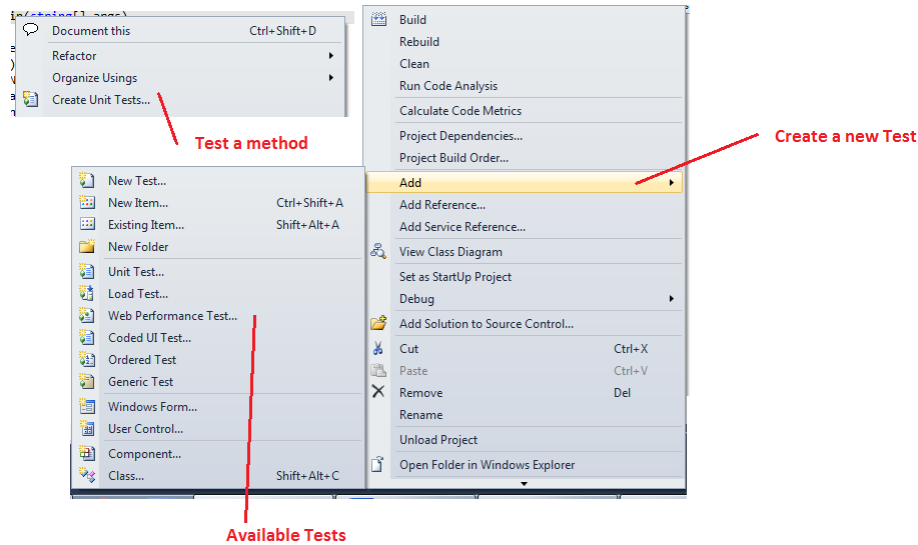 in(string[] args)
Document this Ctrl+Shift+D
Refactor
Organize Usings
Create Unit Tests...
Test a method
Build
Rebuild
Clean
Run Code Analysis
Calculate Code Metrics
Project Dependencies...
Project Build Order...
Add
Add Reference...
Add Service Reference...
View Class Diagram
Set as StartUp Project
Debug
Add Solution to Source Control...
Cut Ctrl+X
Paste Ctrl+V
Remove Del
Rename
Unload Project
Open Folder in Windows Explorer
Create a new Test
New Test...
New Item... Ctrl+Shift+A
Existing Item... Shift+Alt+A
New Folder
Unit Test...
Load Test...
Web Performance Test...
Coded UI Test...
Ordered Test
Generic Test
Windows Form...
User Control...
Component...
Class... Shift+Alt+C
Available Tests